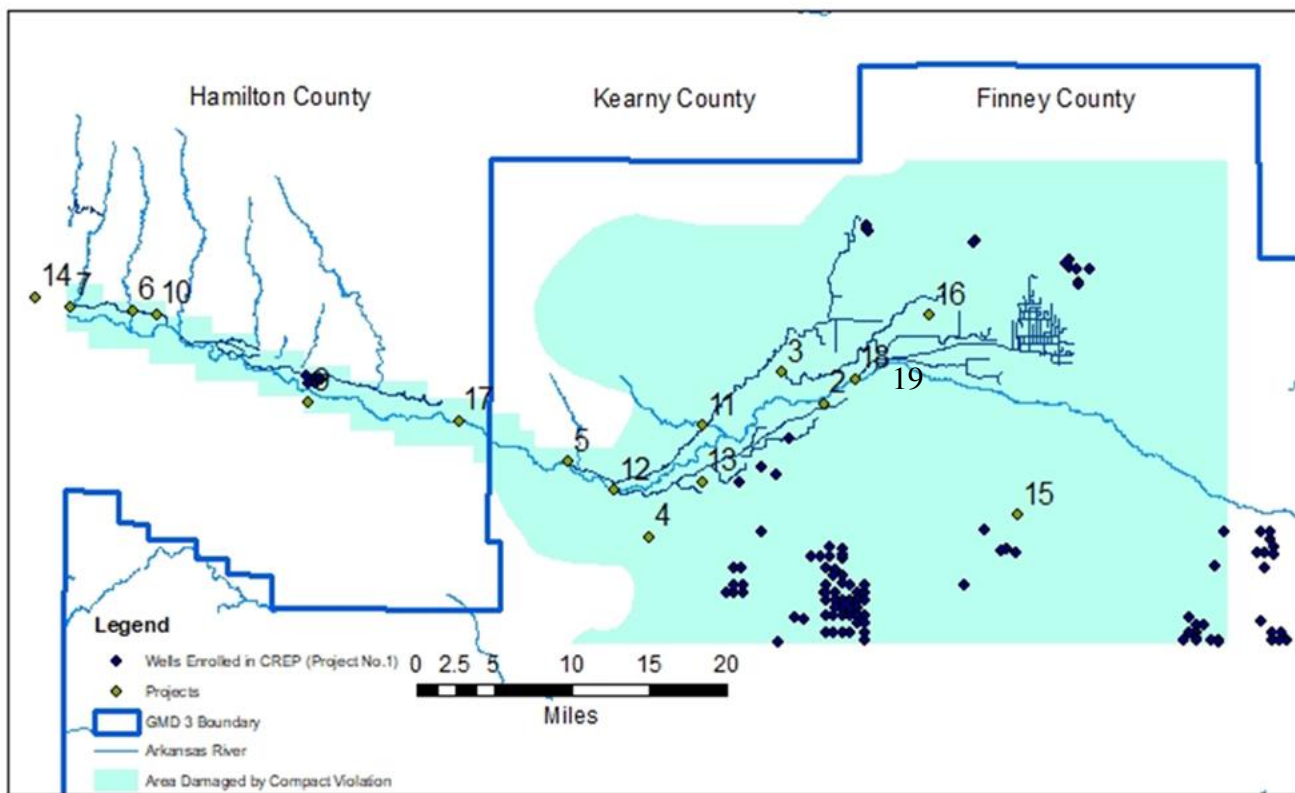 Hamilton County
Kearny County
Finney County
14
7
6
10
16
3
18
9
2
19
17
11
5
12
13
15
4
Legend
Wells Enrolled in CREP (Project No.1)
Projects
GMD 3 Boundary
Arkansas River
Area Damaged by Compact Violation
0 2.5 5 10 15 20
Miles